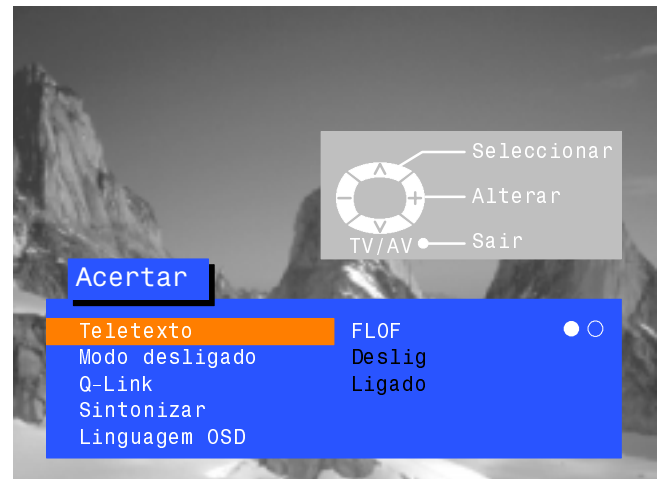 Seleccionar
Alterar
TV/AV Sair
Acertar
Teletexto FLOF
Modo desligado Deslig
Q-Link Ligado
Sintonizar
Linguagem OSD